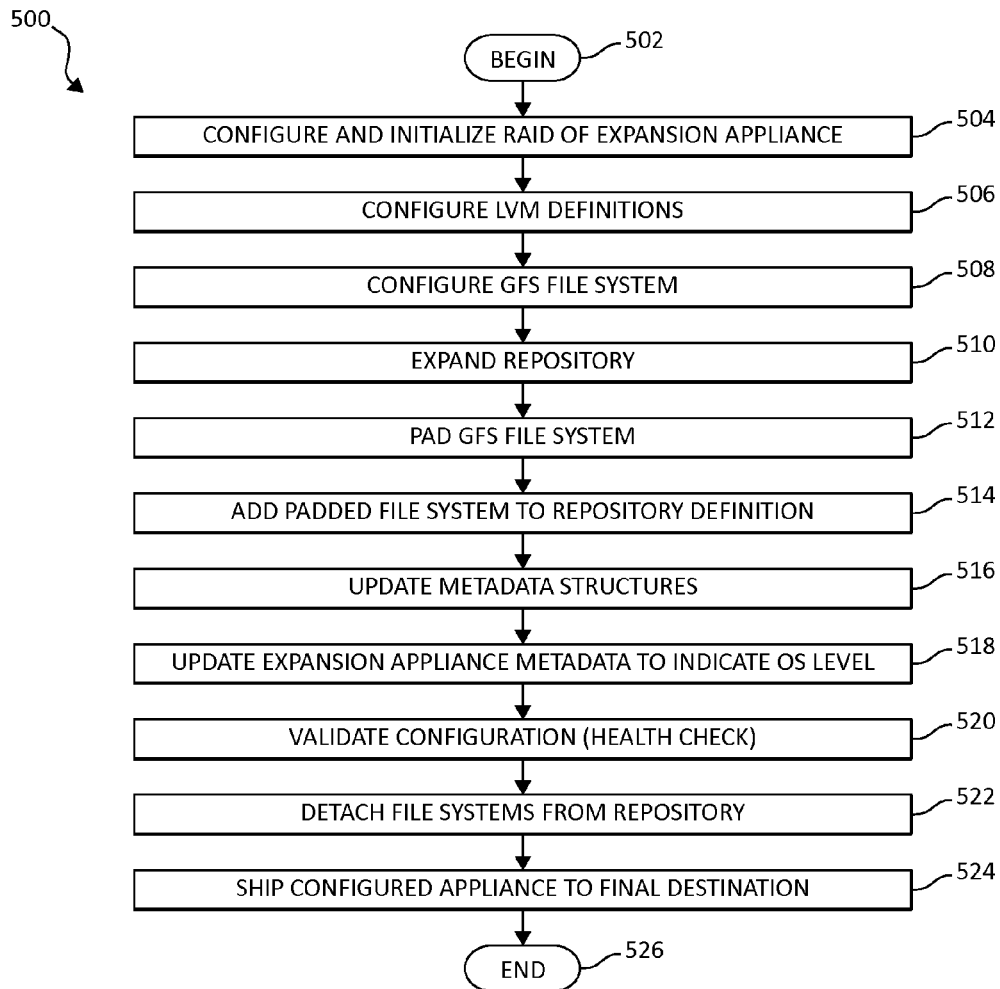 500
BEGIN
502
CONFIGURE AND INITIALIZE RAID OF EXPANSION APPLIANCE
504
CONFIGURE LVM DEFINITIONS
506
CONFIGURE GFS FILE SYSTEM
508
EXPAND REPOSITORY
510
PAD GFS FILE SYSTEM
512
ADD PADDED FILE SYSTEM TO REPOSITORY DEFINITION
514
UPDATE METADATA STRUCTURES
516
UPDATE EXPANSION APPLIANCE METADATA TO INDICATE OS LEVEL
518
VALIDATE CONFIGURATION (HEALTH CHECK)
520
DETACH FILE SYSTEMS FROM REPOSITORY
522
SHIP CONFIGURED APPLIANCE TO FINAL DESTINATION
524
END
526